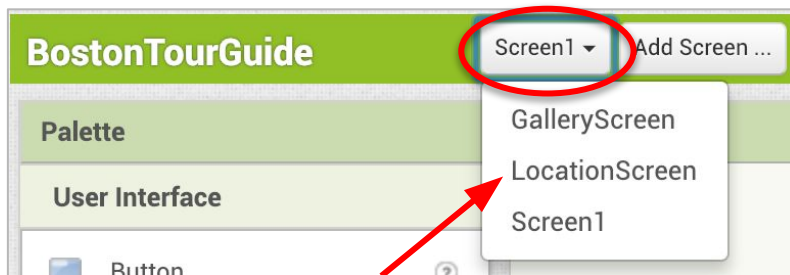 BostonTourGuide
Screen1
Add Screen ...
Palette
GalleryScreen
LocationScreen
Screen1
User Interface
Button
?